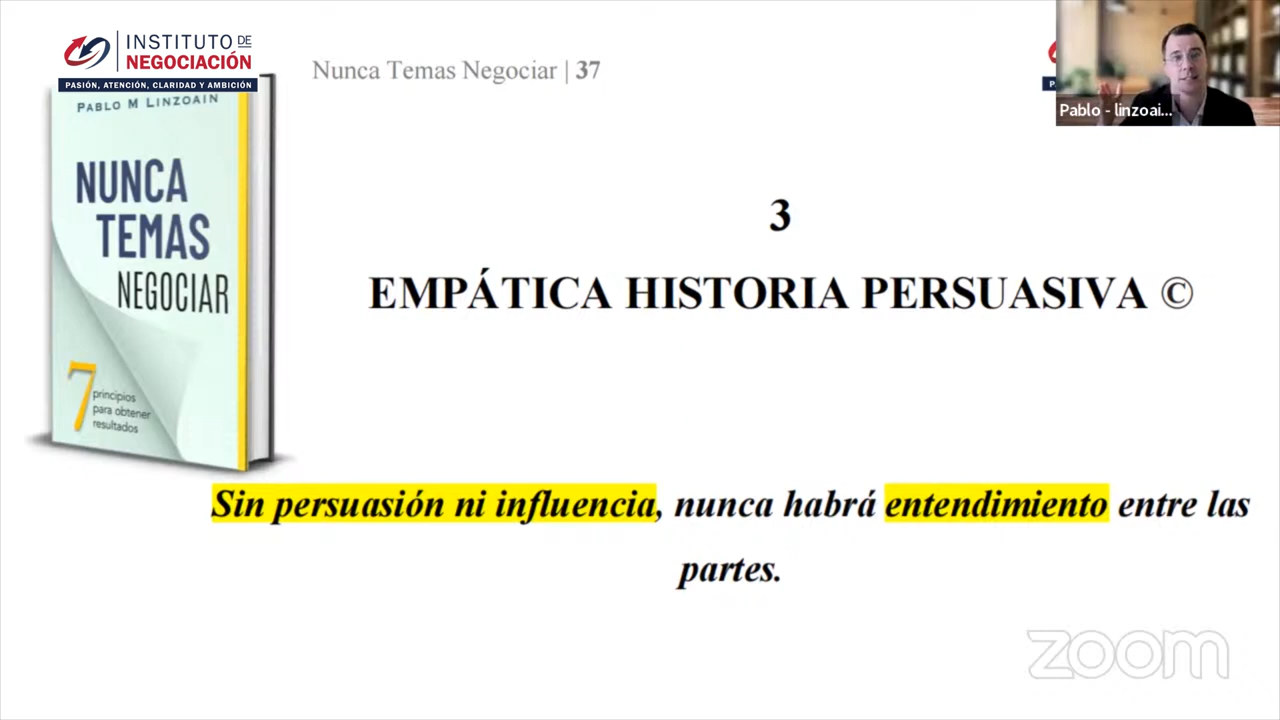 INSTITUTO DE
NEGOCIACIÓN
PASIÓN, ATENCIÓN, CLARIDAD Y AMBICIÓN
Nunca Temas Negociar | 37
Pablo - linzoai...
PABLO M LINZOAIN
NUNCA
TEMAS
NEGOCIAR
7
principios
para obtener
resultados
3
EMPÁTICA HISTORIA PERSUASIVA ©
Sin persuasión ni influencia, nunca habrá entendimiento entre las
partes.
zoom